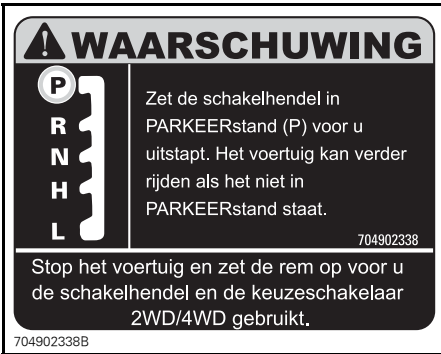 WAARSCHUWING
P
R
N
H
L
Zet de schakelhendel in
PARKEERstand (P) voor u
uitstapt. Het voertuig kan verder
rijden als het niet in
PARKEERstand staat.
704902338
Stop het voertuig en zet de rem op voor u
de schakelhendel en de keuzeschakelaar
2WD/4WD gebruikt.
704902338B